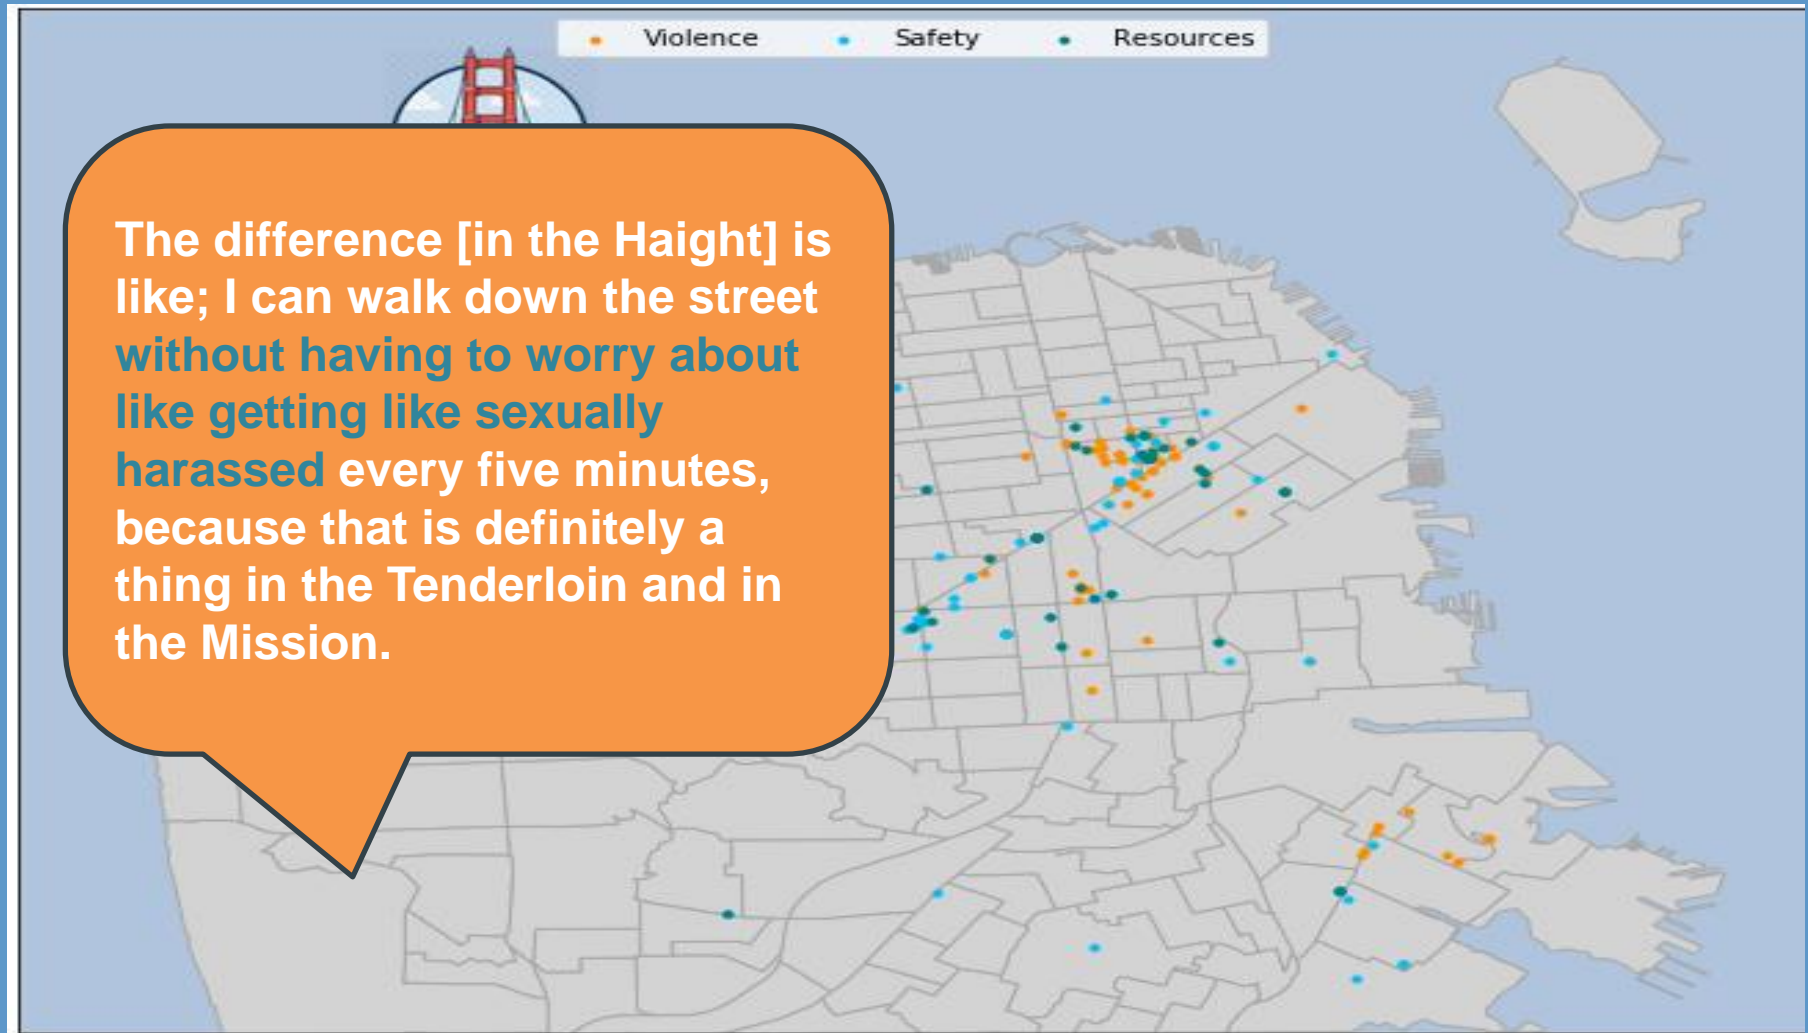 Violence Safety Resources
The difference [in the Haight] is
like; I can walk down the street
without having to worry about
like getting like sexually
harassed every five minutes,
because that is definitely a
thing in the Tenderloin and in
the Mission.